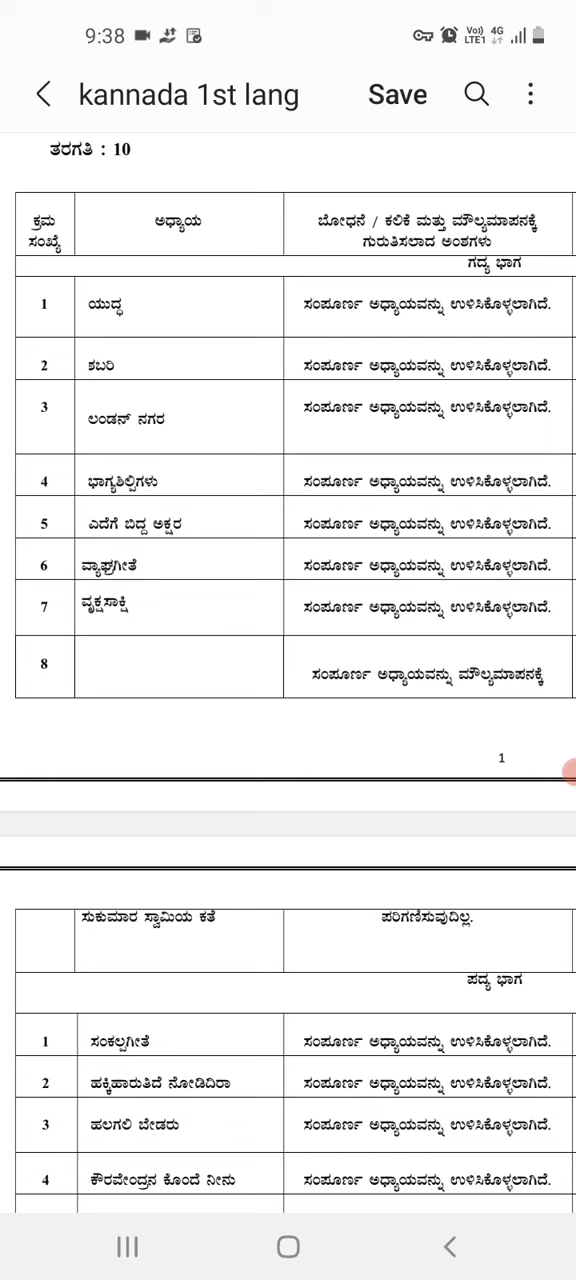 9:38
Vo) LTE1 4G
kannada 1st lang Save
ತರಗತಿ : 10
ಕ್ರಮ ಸಂಖ್ಯೆ
ಅಧ್ಯಾಯ
ಬೋಧನೆ / ಕಲಿಕೆ ಮತ್ತು ಮೌಲ್ಯಮಾಪನಕ್ಕೆ
ಗುರುತಿಸಲಾದ ಅಂಶಗಳು
ಗದ್ಯ ಭಾಗ
1 ಯುದ್ಧ ಸಂಪೂರ್ಣ ಅಧ್ಯಾಯವನ್ನು ಉಳಿಸಿಕೊಳ್ಳಲಾಗಿದೆ.
2 ಶಬರಿ ಸಂಪೂರ್ಣ ಅಧ್ಯಾಯವನ್ನು ಉಳಿಸಿಕೊಳ್ಳಲಾಗಿದೆ.
3 ಲಂಡನ್ ನಗರ ಸಂಪೂರ್ಣ ಅಧ್ಯಾಯವನ್ನು ಉಳಿಸಿಕೊಳ್ಳಲಾಗಿದೆ.
4 ಭಾಗ್ಯಶಿಲ್ಪಿಗಳು ಸಂಪೂರ್ಣ ಅಧ್ಯಾಯವನ್ನು ಉಳಿಸಿಕೊಳ್ಳಲಾಗಿದೆ.
5 ಎದೆಗೆ ಬಿದ್ದ ಅಕ್ಷರ ಸಂಪೂರ್ಣ ಅಧ್ಯಾಯವನ್ನು ಉಳಿಸಿಕೊಳ್ಳಲಾಗಿದೆ.
6 ವ್ಯಾಘ್ರಗೀತೆ ಸಂಪೂರ್ಣ ಅಧ್ಯಾಯವನ್ನು ಉಳಿಸಿಕೊಳ್ಳಲಾಗಿದೆ.
7 ವೃಕ್ಷಸಾಕ್ಷಿ ಸಂಪೂರ್ಣ ಅಧ್ಯಾಯವನ್ನು ಉಳಿಸಿಕೊಳ್ಳಲಾಗಿದೆ.
8 ಸಂಪೂರ್ಣ ಅಧ್ಯಾಯವನ್ನು ಮೌಲ್ಯಮಾಪನಕ್ಕೆ
1
ಸುಕುಮಾರ ಸ್ವಾಮಿಯ ಕತೆ ಪರಿಗಣಿಸುವುದಿಲ್ಲ.
ಪದ್ಯ ಭಾಗ
1 ಸಂಕಲ್ಪಗೀತೆ ಸಂಪೂರ್ಣ ಅಧ್ಯಾಯವನ್ನು ಉಳಿಸಿಕೊಳ್ಳಲಾಗಿದೆ.
2 ಹಕ್ಕಿಹಾರುತಿದೆ ನೋಡಿದಿರಾ ಸಂಪೂರ್ಣ ಅಧ್ಯಾಯವನ್ನು ಉಳಿಸಿಕೊಳ್ಳಲಾಗಿದೆ.
3 ಹಲಗಲಿ ಬೇಡರು ಸಂಪೂರ್ಣ ಅಧ್ಯಾಯವನ್ನು ಉಳಿಸಿಕೊಳ್ಳಲಾಗಿದೆ.
4 ಕೌರವೇಂದ್ರನ ಕೊಂದೆ ನೀನು ಸಂಪೂರ್ಣ ಅಧ್ಯಾಯವನ್ನು ಉಳಿಸಿಕೊಳ್ಳಲಾಗಿದೆ.